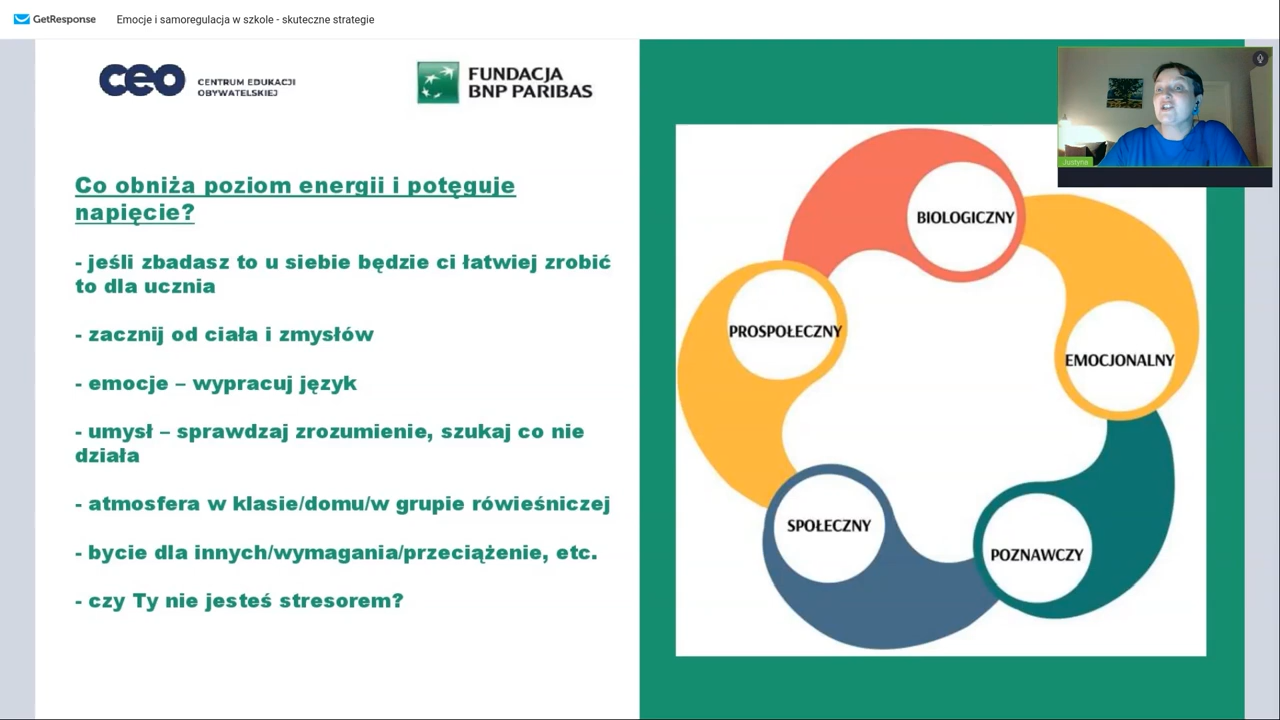 GetResponse Emocje i samoregulacja w szkole - skuteczne strategie
ceo CENTRUM EDUKACJI
OBYWATELSKIEJ
FUNDACJA
BNP PARIBAS
Co obniża poziom energii i potęguje
napięcie?
- jeśli zbadasz to u siebie będzie ci łatwiej zrobić
to dla ucznia
- zacznij od ciała i zmysłów
- emocje – wypracuj język
- umysł – sprawdzaj zrozumienie, szukaj co nie
działa
- atmosfera w klasie/domu/w grupie rówieśniczej
- bycie dla innych/wymagania/przeciążenie, etc.
- czy Ty nie jesteś stresorem?
BIOLOGICZNY
PROSPOŁECZNY
EMOCJONALNY
SPOŁECZNY
POZNAWCZY
Justyna